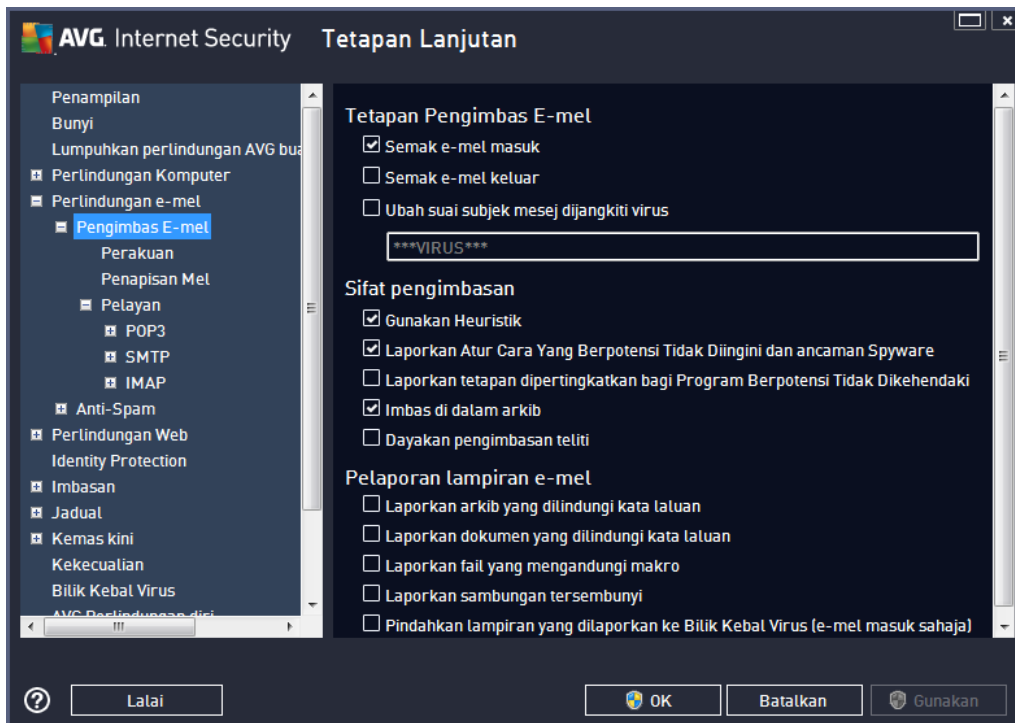 AVG. Internet Security Tetapan Lanjutan
Penampilan
Bunyi
Lumpuhkan perlindungan AVG bua
Perlindungan Komputer
Perlindungan e-mel
Pengimbas E-mel
Perakuan
Penapisan Mel
Pelayan
POP3
SMTP
IMAP
Anti-Spam
Perlindungan Web
Identity Protection
Imbasan
Jadual
Kemas kini
Kekecualian
Bilik Kebal Virus
AVG Perlindungan diri
Tetapan Pengimbas E-mel
Semak e-mel masuk
Semak e-mel keluar
Ubah suai subjek mesej dijangkiti virus
***VIRUS***
Sifat pengimbasan
Gunakan Heuristik
Laporkan Atur Cara Yang Berpotensi Tidak Diingini dan ancaman Spyware
Laporkan tetapan dipertingkatkan bagi Program Berpotensi Tidak Dikehendaki
Imbas di dalam arkib
Dayakan pengimbasan teliti
Pelaporan lampiran e-mel
Laporkan arkib yang dilindungi kata laluan
Laporkan dokumen yang dilindungi kata laluan
Laporkan fail yang mengandungi makro
Laporkan sambungan tersembunyi
Pindahkan lampiran yang dilaporkan ke Bilik Kebal Virus (e-mel masuk sahaja)
Lalai
OK
Batalkan
Gunakan